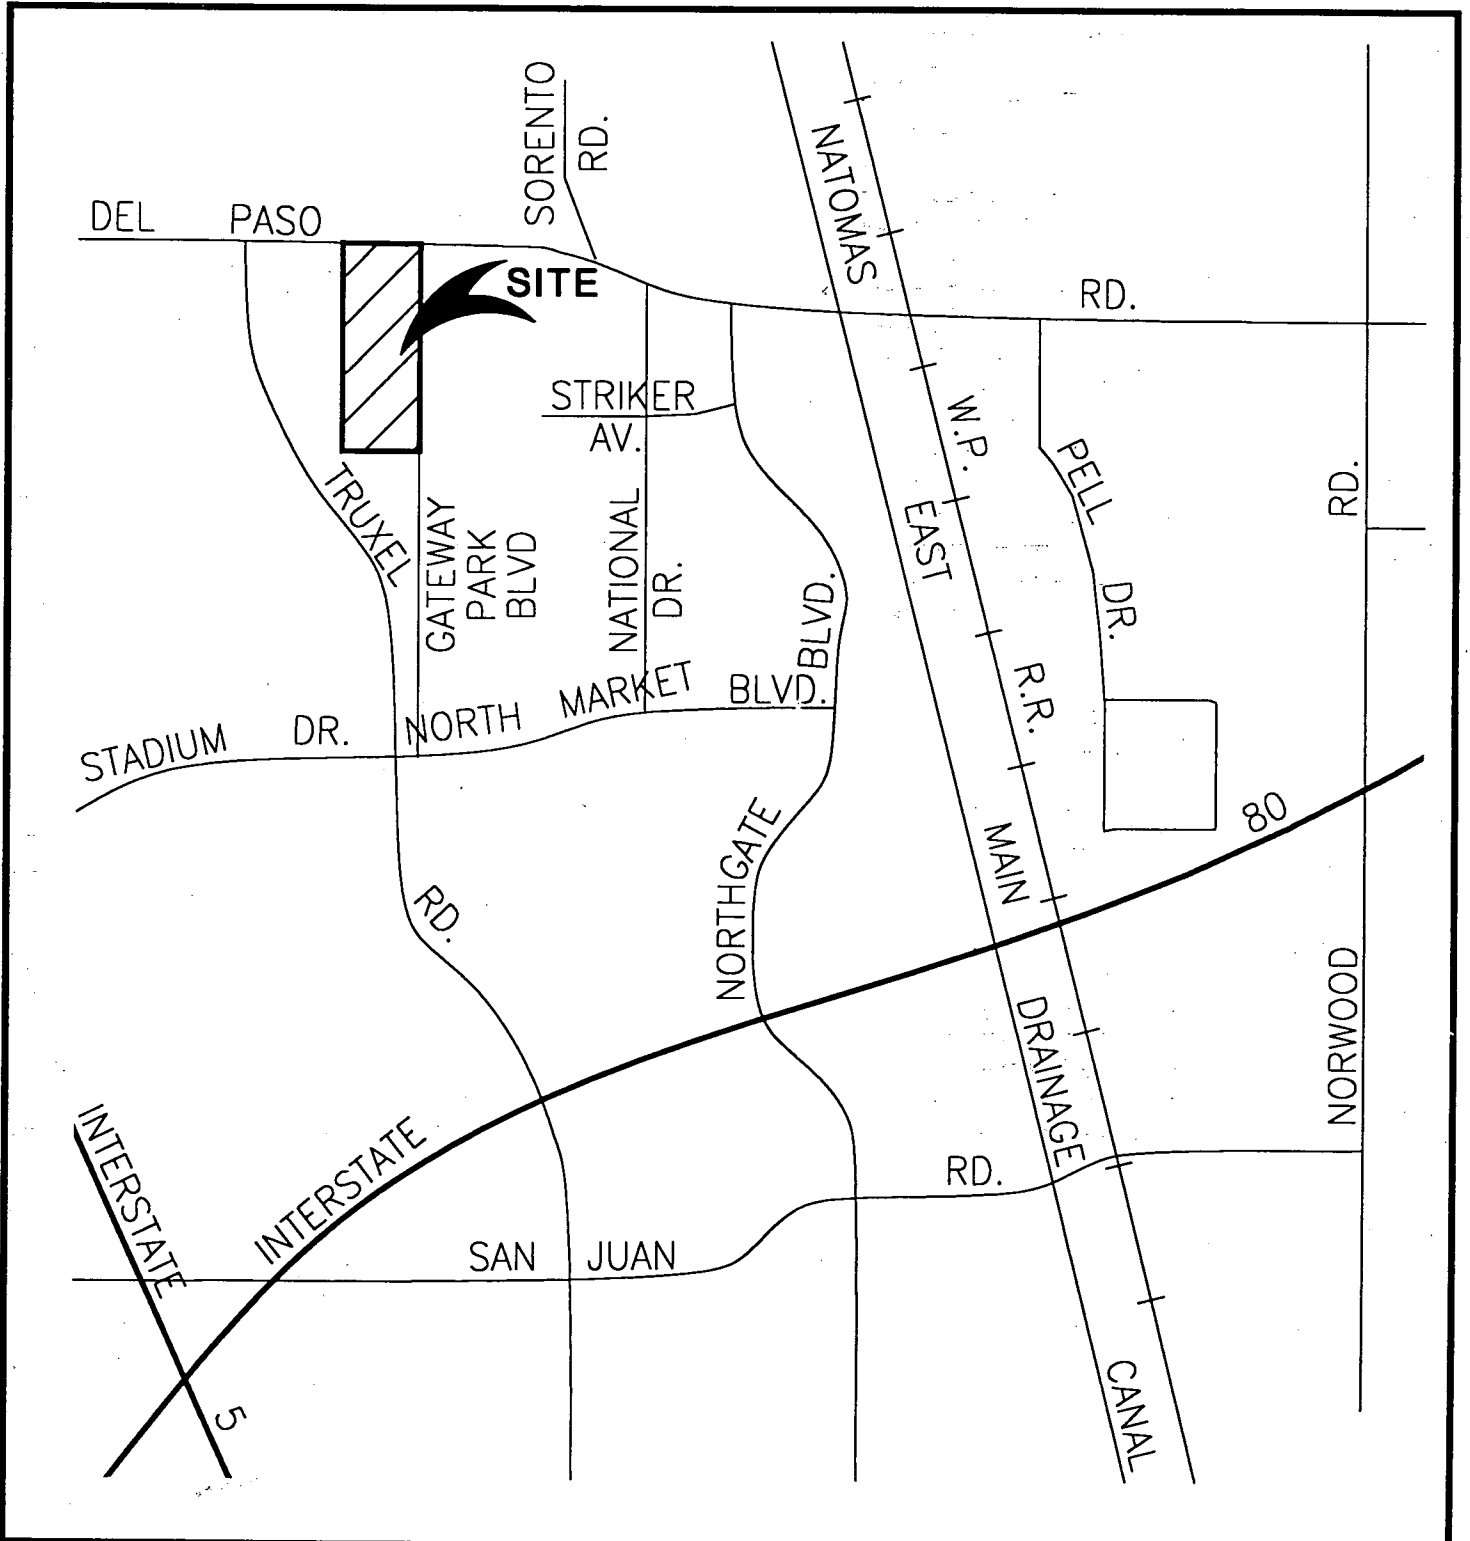 SORENTO
RD.
DEL PASO
RD.
SITE
NATOMAS
EAST
MAIN
DRAINAGE
CANAL
W.P.
R.R.
STRIKER
AV.
PELL
DR.
RD.
NORWOOD
TRUXEL
RD.
GATEWAY
PARK
BLVD
NATIONAL
DR.
BLVD.
NORTHGATE
STADIUM DR.
NORTH MARKET BLVD.
80
INTERSTATE
INTERSTATE
5
SAN JUAN
RD.